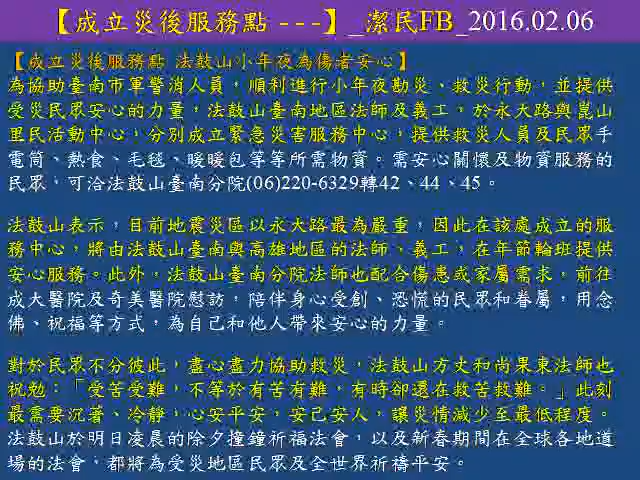 【成立災後服務點 ---】_潔民FB_2016.02.06
【成立災後服務點 法鼓山小年夜為傷者安心】
為協助臺南市軍警消人員，順利進行小年夜勘災、救災行動，並提供
受災民眾安心的力量，法鼓山臺南地區法師及義工，於永大路與崑山
里民活動中心，分別成立緊急災害服務中心，提供救災人員及民眾手
電筒、熱食、毛毯、暖暖包等等所需物資。需安心關懷及物資服務的
民眾，可洽法鼓山臺南分院(06)220-6329轉42、44、45。
法鼓山表示，目前地震災區以永大路最為嚴重，因此在該處成立的服
務中心，將由法鼓山臺南與高雄地區的法師、義工，在年節輪班提供
安心服務。此外，法鼓山臺南分院法師也配合傷患或家屬需求，前往
成大醫院及奇美醫院慰訪，陪伴身心受創、恐慌的民眾和眷屬，用念
佛、祝福等方式，為自己和他人帶來安心的力量。
對於民眾不分彼此，盡心盡力協助救災，法鼓山方丈和尚果東法師也
祝勉：「受苦受難，不等於有苦有難，有時卻還在救苦救難。」此刻
最需要沉著、冷靜，心安平安，安己安人，讓災情減少至最低程度。
法鼓山於明日凌晨的除夕撞鐘祈福法會，以及新春期間在全球各地道
場的法會，都將為受災地區民眾及全世界祈禱平安。